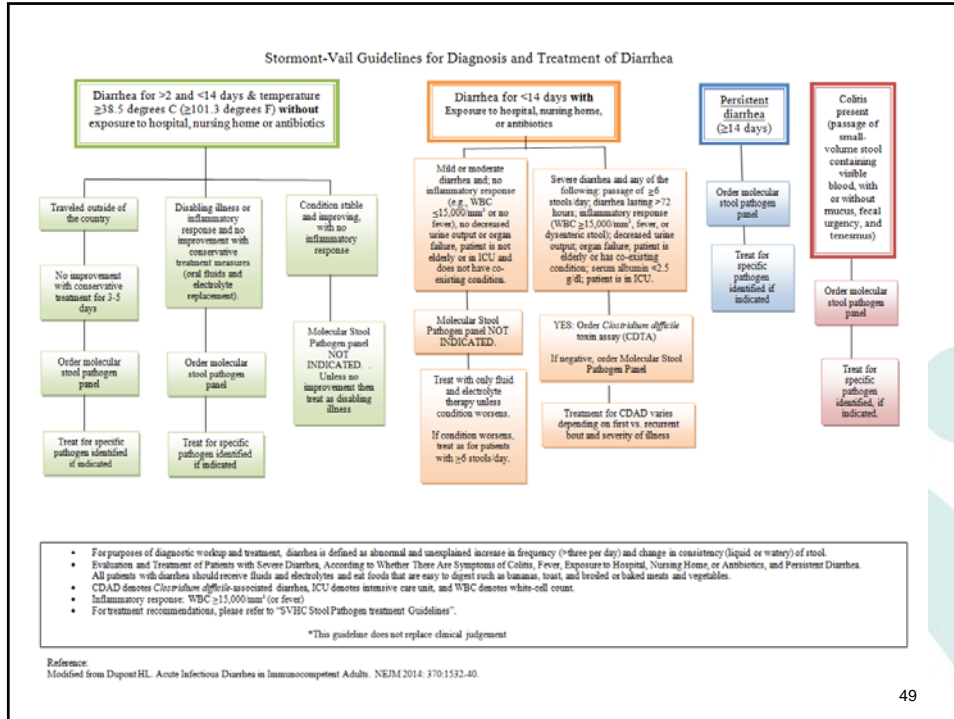 Stormont-Vail Guidelines for Diagnosis and Treatment of Diarrhea
Diarrhea for >2 and <14 days & temperature
≥38.5 degrees C (≥101.3 degrees F) without
exposure to hospital, nursing home or antibiotics
Traveled outside of
the country
No improvement
with conservative
treatment for 3-5
days
Order molecular
stool pathogen
panel
Treat for specific
pathogen identified
if indicated
Disabling illness or
inflammatory
response and no
improvement with
conservative
treatment measures
(oral fluids and
electrolyte
replacement).
Order molecular
stool pathogen
panel
Treat for specific
pathogen identified
if indicated
Condition stable
and improving,
with no
inflammatory
response
Molecular Stool
Pathogen panel
NOT
INDICATED. .
Unless no
improvement then
treat as disabling
illness
Diarrhea for <14 days with
Exposure to hospital, nursing home,
or antibiotics
Mild or moderate
diarrhea and; no
inflammatory response
(e.g., WBC
≤15,000/mm³ or no
fever), no decreased
urine output or organ
failure, patient is not
elderly or in ICU and
does not have co-
existing condition.
Molecular Stool
Pathogen panel NOT
INDICATED.
Treat with only fluid
and electrolyte
therapy unless
condition worsens.
If condition worsens,
treat as for patients
with ≥6 stools/day.
Severe diarrhea and any of the
following: passage of ≥6
stools/day; diarrhea lasting >72
hours; inflammatory response
(WBC ≥15,000/mm³, fever, or
dysenteric stool); decreased urine
output; organ failure; patient is
elderly or has co-existing
condition; serum albumin <2.5
g/dl; patient is in ICU.
YES: Order Clostridium difficile
toxin assay (CDTA)
If negative, order Molecular Stool
Pathogen Panel
Treatment for CDAD varies
depending on first vs. recurrent
bout and severity of illness
Persistent
diarrhea
(≥14 days)
Order molecular
stool pathogen
panel
Treat for
specific
pathogen
identified if
indicated
Colitis
present
(passage of
small-
volume stool
containing
visible
blood, with
or without
mucus, fecal
urgency, and
tenesmus)
Order molecular
stool pathogen
panel
Treat for
specific
pathogen
identified, if
indicated.
• For purposes of diagnostic workup and treatment, diarrhea is defined as abnormal and unexplained increase in frequency (>three per day) and change in consistency (liquid or watery) of stool.
• Evaluation and Treatment of Patients with Severe Diarrhea, According to Whether There Are Symptoms of Colitis, Fever, Exposure to Hospital, Nursing Home, or Antibiotics, and Persistent Diarrhea.
All patients with diarrhea should receive fluids and electrolytes and eat foods that are easy to digest such as bananas, toast, and broiled or baked meats and vegetables.
• CDAD denotes Clostridium difficile-associated diarrhea, ICU denotes intensive care unit, and WBC denotes white-cell count.
• Inflammatory response: WBC ≥15,000/mm³ (or fever)
• For treatment recommendations, please refer to “SVHC Stool Pathogen treatment Guidelines”.
*This guideline does not replace clinical judgement
Reference:
Modified from Dupont HL. Acute Infectious Diarrhea in Immunocompetent Adults. NEJM 2014: 370:1532-40.
49